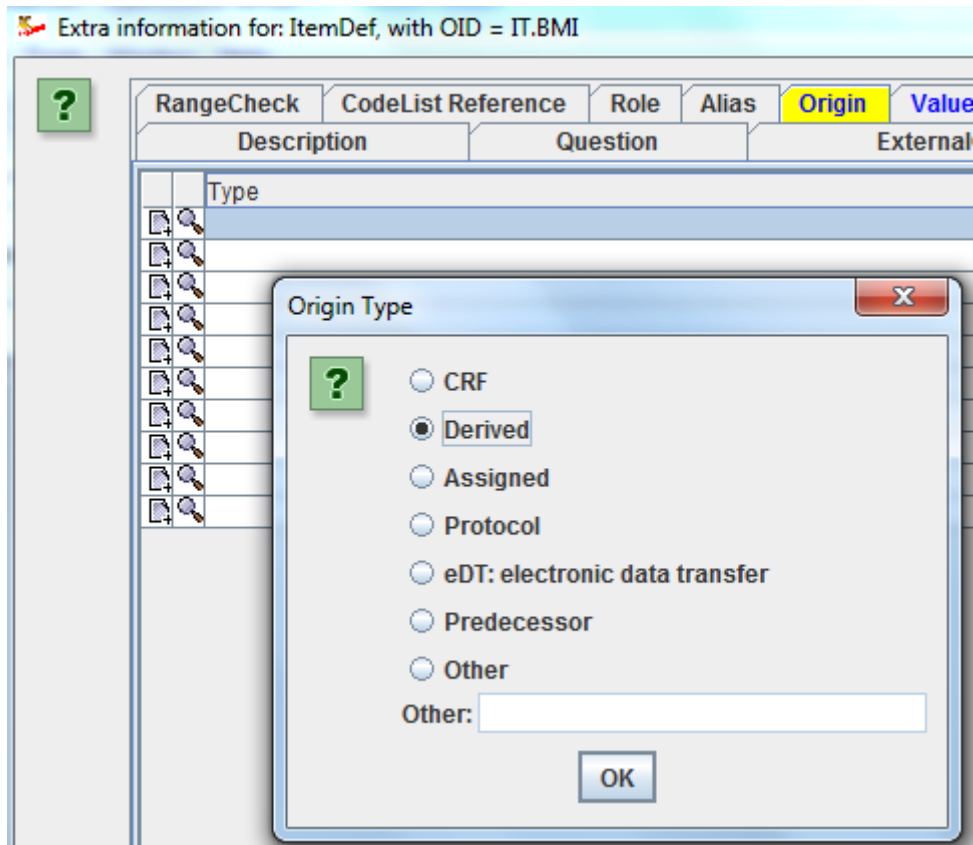 Extra information for: ItemDef, with OID = IT.BMI
?
RangeCheck CodeList Reference Role Alias Origin Value
Description Question External
Type
Origin Type
x
?
CRF
Derived
Assigned
Protocol
eDT: electronic data transfer
Predecessor
Other
Other:
OK